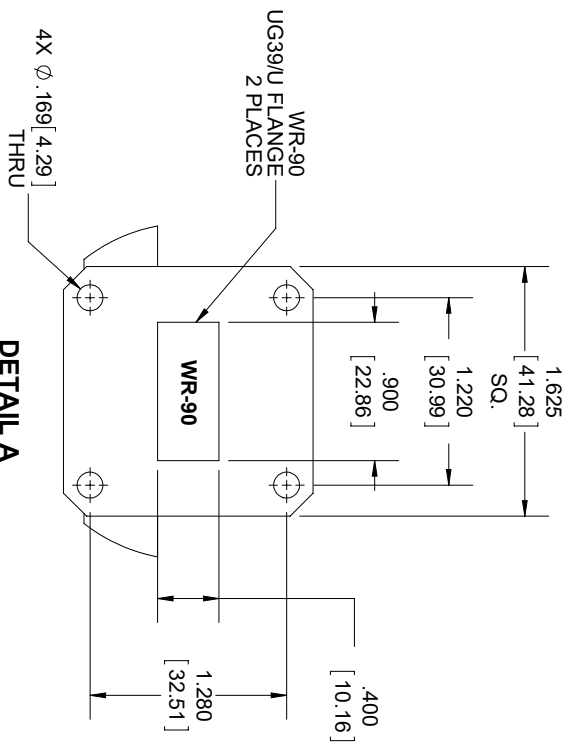 1.625
[41.28]
SQ.
1.220
[30.99]
.900
[22.86]
WR-90
UG39/U FLANGE
2 PLACES
WR-90
.400
[10.16]
1.280
[32.51]
4X Ø .169[4.29]
THRU
DETAIL A